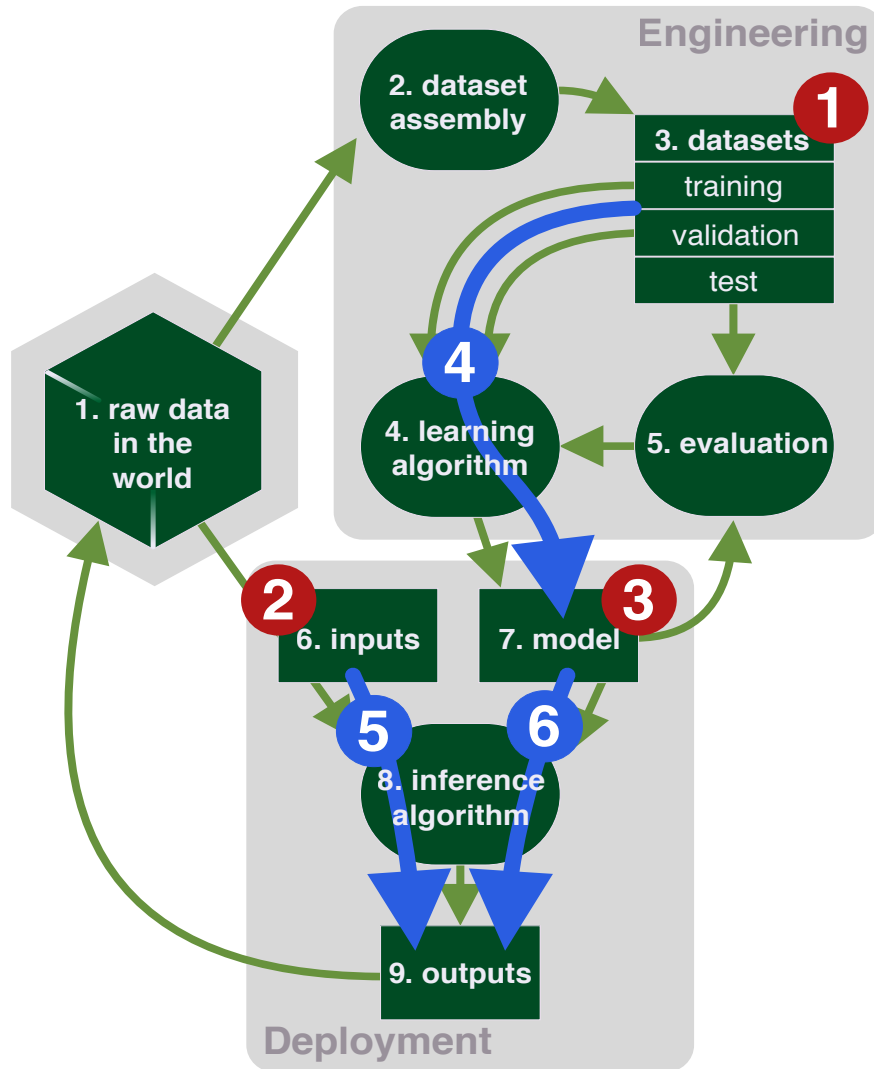 Engineering
2. dataset
assembly
1
3. datasets
training
validation
test
4
1. raw data
in the
world
4. learning
algorithm
5. evaluation
2
3
6. inputs
7. model
5
6
8. inference
algorithm
9. outputs
Deployment